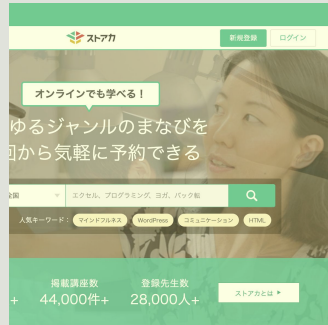 ストアカ
新規登録
ログイン
オンラインでも学べる！
ゆるジャンルのまなびを
回から気軽に予約できる
全国
エクセル、プログラミング、ヨガ、バック転
人気キーワード：
マインドフルネス
WordPress
コミュニケーション
HTML
掲載講座数
登録先生数
+
44,000件+
28,000人+
ストアカとは